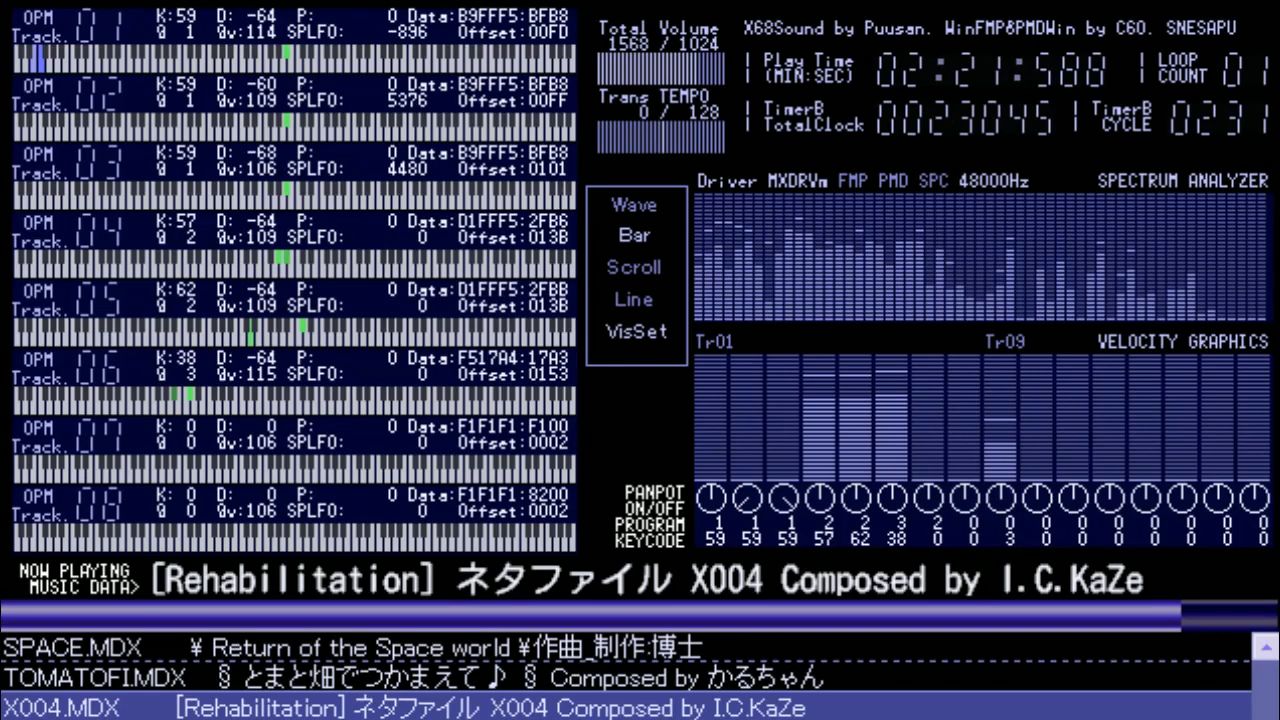 OPM Track. 01 K:59 D: -64 P: 0 Data:B9FFF5:BFB8
@ 1 @v:114 SPLFO: -896 Offset:00FD
OPM Track. 02 K:59 D: -60 P: 0 Data:B9FFF5:BFB8
@ 1 @v:109 SPLFO: 5376 Offset:00FF
OPM Track. 03 K:59 D: -68 P: 0 Data:B9FFF5:BFB8
@ 1 @v:106 SPLFO: 4480 Offset:0101
OPM Track. 04 K:57 D: -64 P: 0 Data:D1FFF5:2FB6
@ 2 @v:109 SPLFO: 0 Offset:013B
OPM Track. 05 K:62 D: -64 P: 0 Data:D1FFF5:2FBB
@ 2 @v:109 SPLFO: 0 Offset:013B
OPM Track. 06 K:38 D: -64 P: 0 Data:F517A4:17A3
@ 3 @v:115 SPLFO: 0 Offset:0153
OPM Track. 07 K: 0 D: 0 P: 0 Data:F1F1F1:F100
@ 0 @v:106 SPLFO: 0 Offset:0002
OPM Track. 08 K: 0 D: 0 P: 0 Data:F1F1F1:8200
@ 0 @v:106 SPLFO: 0 Offset:0002
Total Volume
1568 / 1024
Trans TEMPO
0 / 128
X68Sound by Puusan. WinFMP&PMDWin by C60. SNESAPU
Play Time (MIN:SEC) 02:21:588 LOOP COUNT 01
TimerB TotalClock 0023045 TimerB CYCLE 0231
Wave
Bar
Scroll
Line
VisSet
Driver MXDRVm FMP PMD SPC 48000Hz SPECTRUM ANALYZER
Tr01 Tr09 VELOCITY GRAPHICS
PANPOT
ON/OFF
PROGRAM 1 1 1 2 2 3 2 0 3 0 0 0 0 0 0 0
KEYCODE 59 59 59 57 62 38 0 0 3 0 0 0 0 0 0 0
NOW PLAYING MUSIC DATA> [Rehabilitation] ネタファイル X004 Composed by I.C.KaZe
SPACE.MDX ¥ Return of the Space world ¥作曲_制作:博士
TOMATOFI.MDX § とまと畑でつかまえて♪ § Composed by かるちゃん
X004.MDX [Rehabilitation] ネタファイル X004 Composed by I.C.KaZe